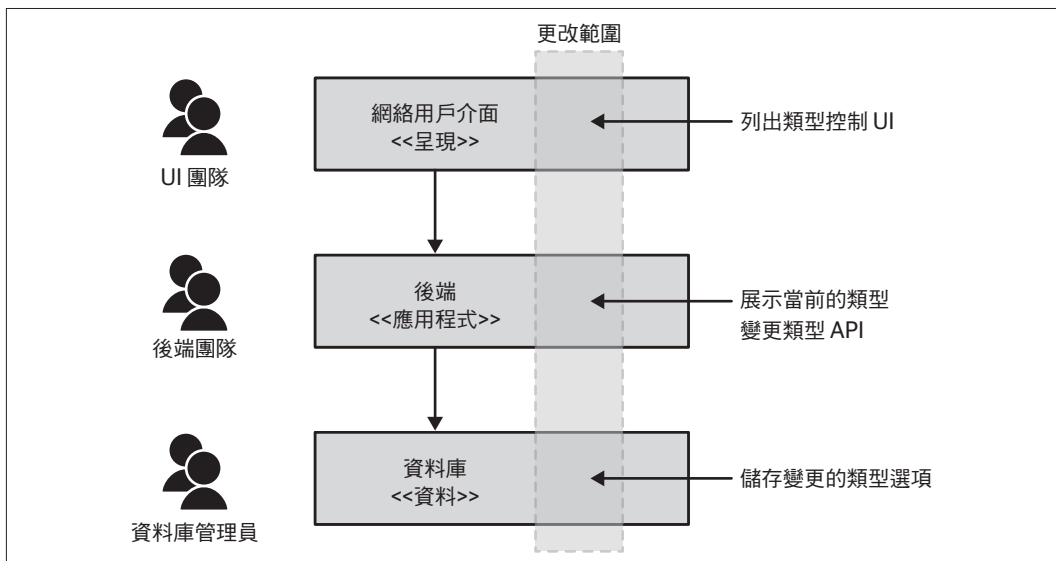 更改範圍
網絡用戶介面
<<呈現>>
列出類型控制 UI
UI 團隊
後端
<<應用程式>>
展示當前的類型
變更類型 API
後端團隊
資料庫
<<資料>>
儲存變更的類型選項
資料庫管理員